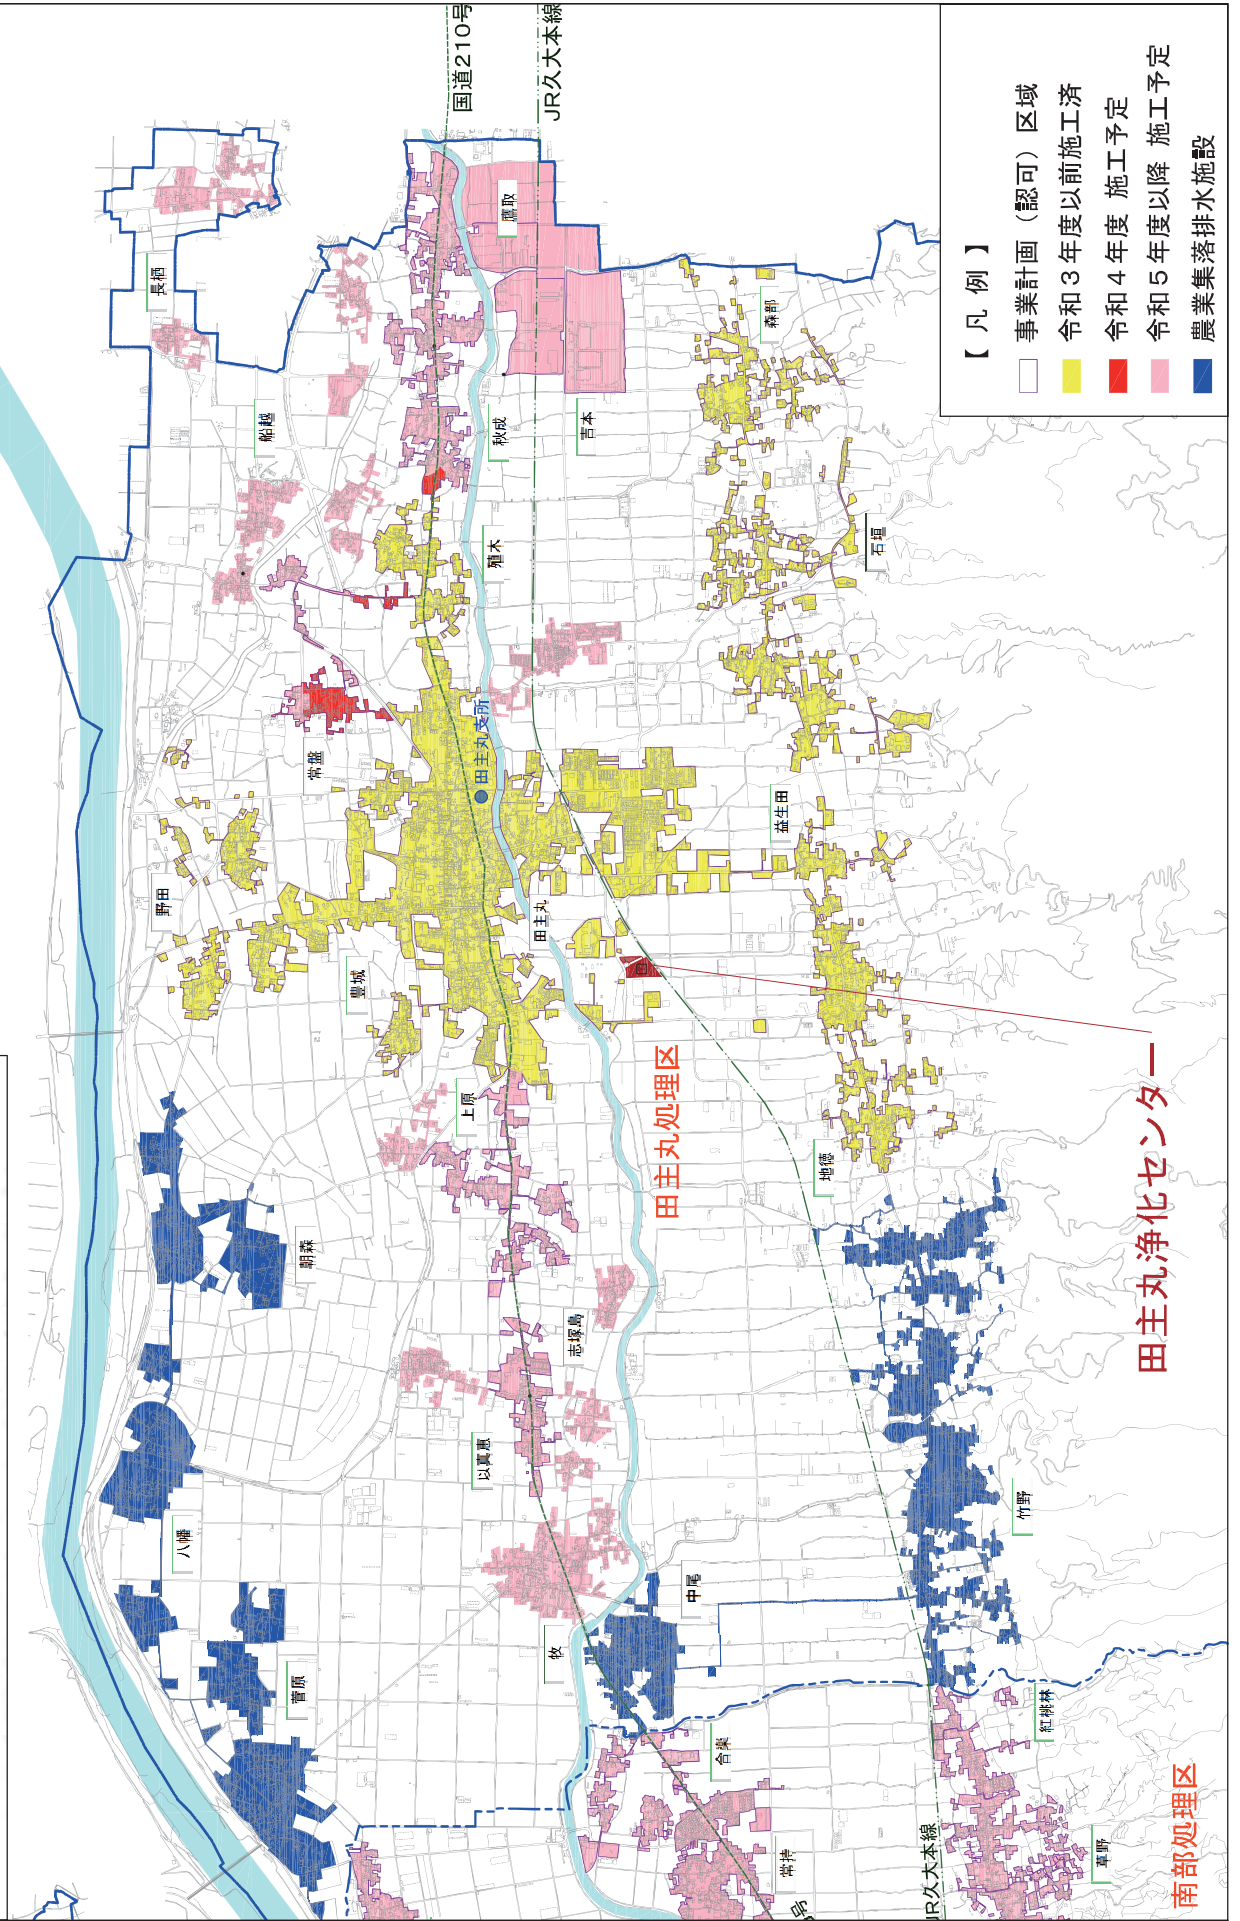 国道210号
JR久大本線
【 凡 例 】
事業計画（認可）区域
令和３年度以前施工済
令和４年度 施工予定
令和５年度以降 施工予定
農業集落排水施設
鷹取
長栖
森部
船越
秋成
吉本
殖木
石垣
田主丸支所
常盤
益生田
野田
田主丸
豊城
上原
田主丸処理区
地徳
田主丸浄化センター
朝森
志塚島
以真恵
竹野
八幡
中尾
牧
菅原
紅桃林
合楽
南部処理区
常持
草野
JR久大本線
号